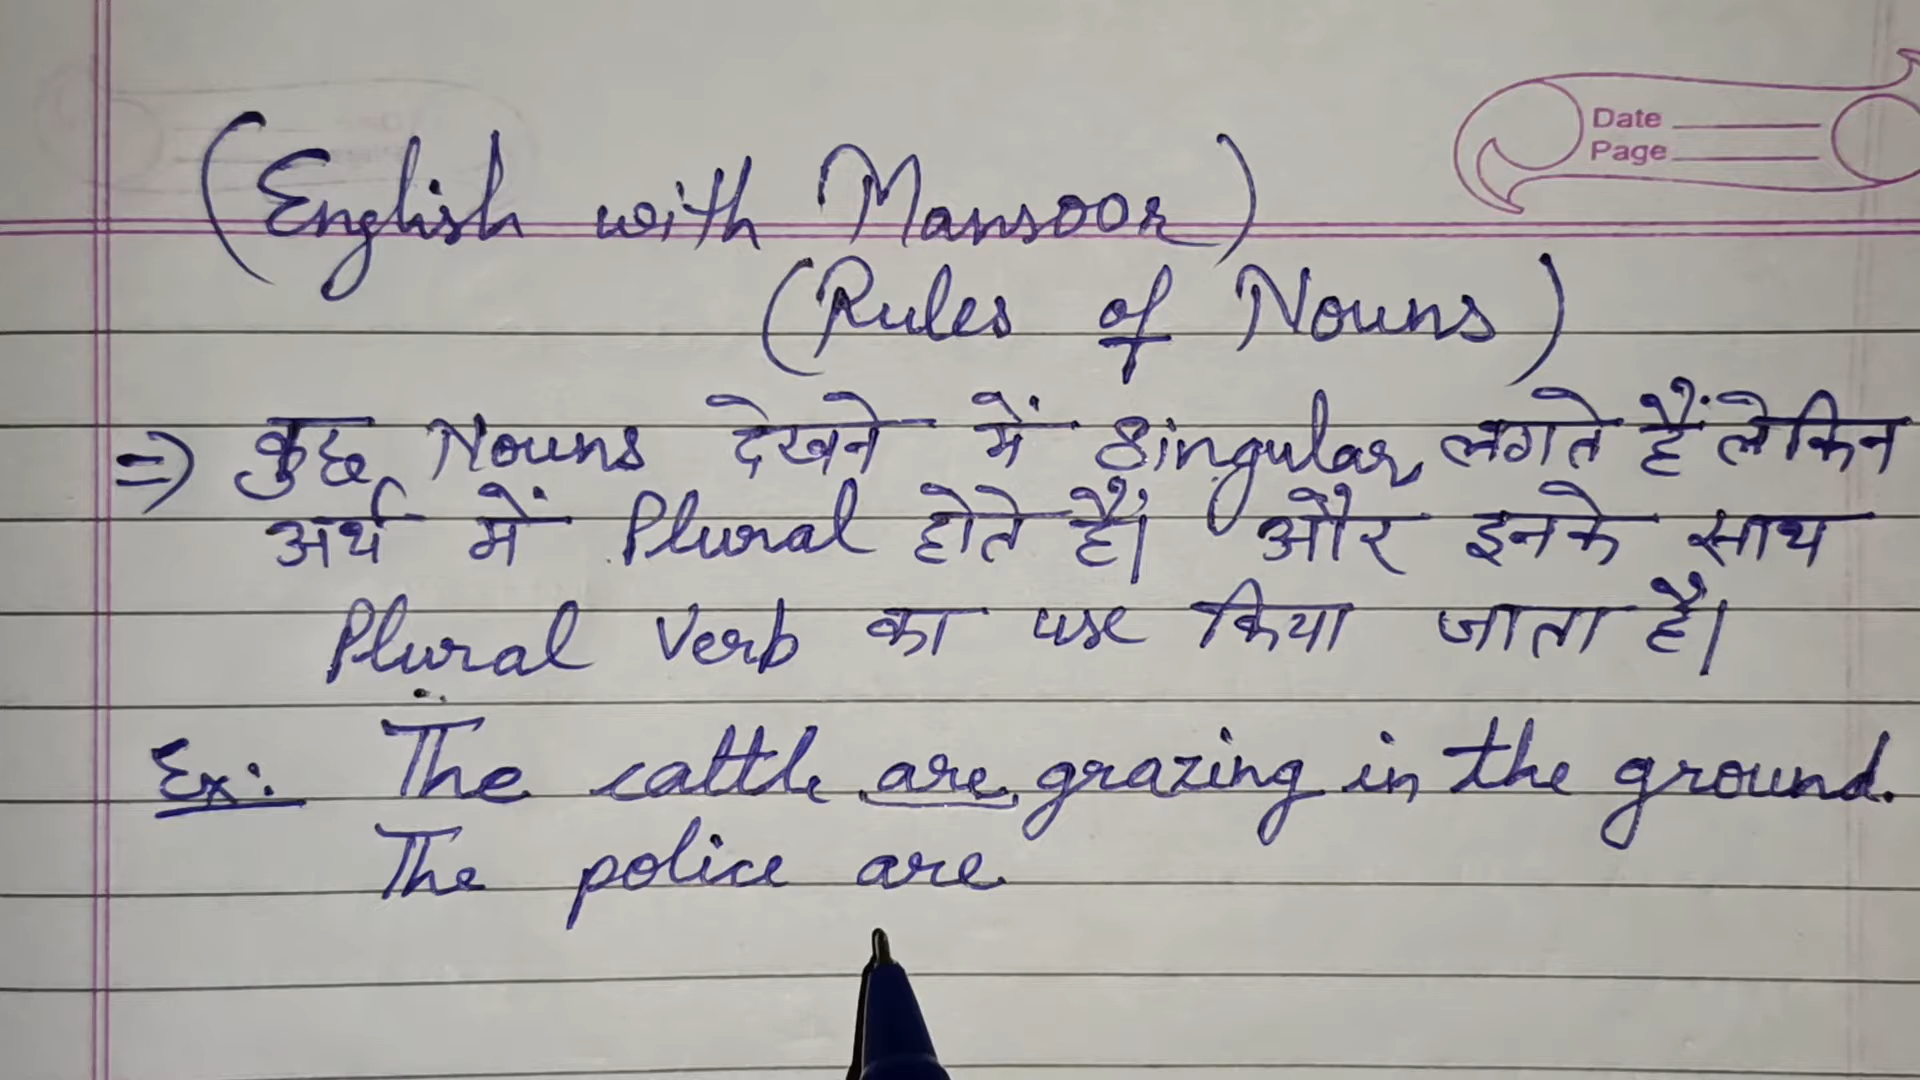 Date
Page
(English with Mansoor)
(Rules of Nouns)
⇒ कुछ Nouns देखने में Singular लगते हैं लेकिन
अर्थ में Plural होते हैं। और इनके साथ
Plural Verb का use किया जाता है।
Ex: The cattle are grazing in the ground.
The police are